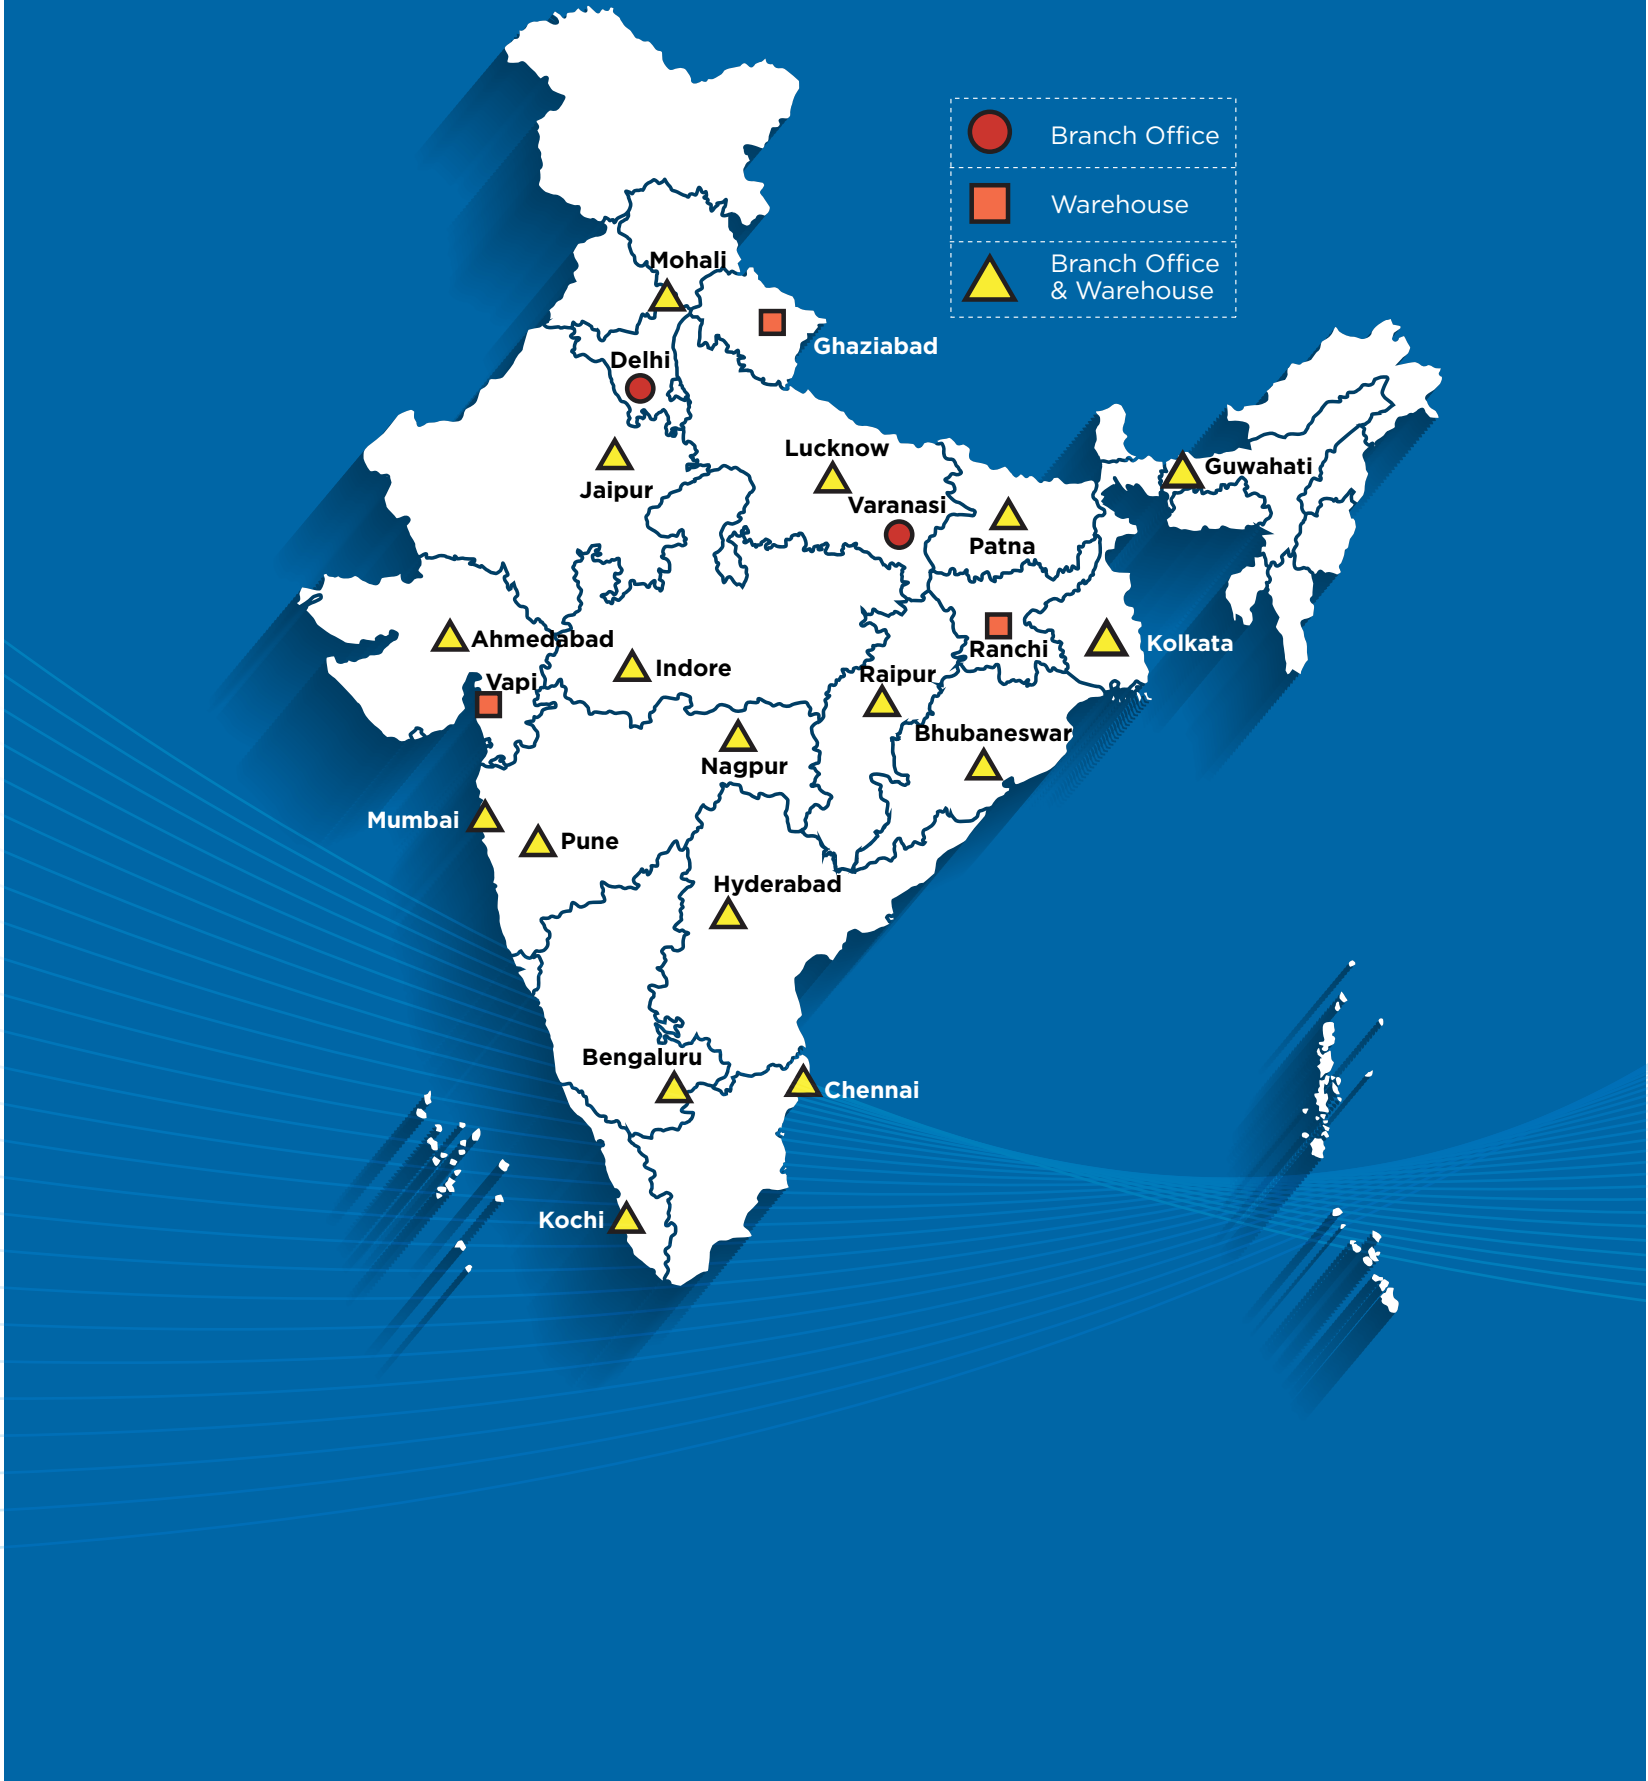 Branch Office
Warehouse
Branch Office
& Warehouse
Mohali
Ghaziabad
Delhi
Lucknow
Guwahati
Jaipur
Varanasi
Patna
Ahmedabad
Kolkata
Ranchi
Indore
Raipur
Vapi
Bhubaneswar
Nagpur
Mumbai
Pune
Hyderabad
Bengaluru
Chennai
Kochi